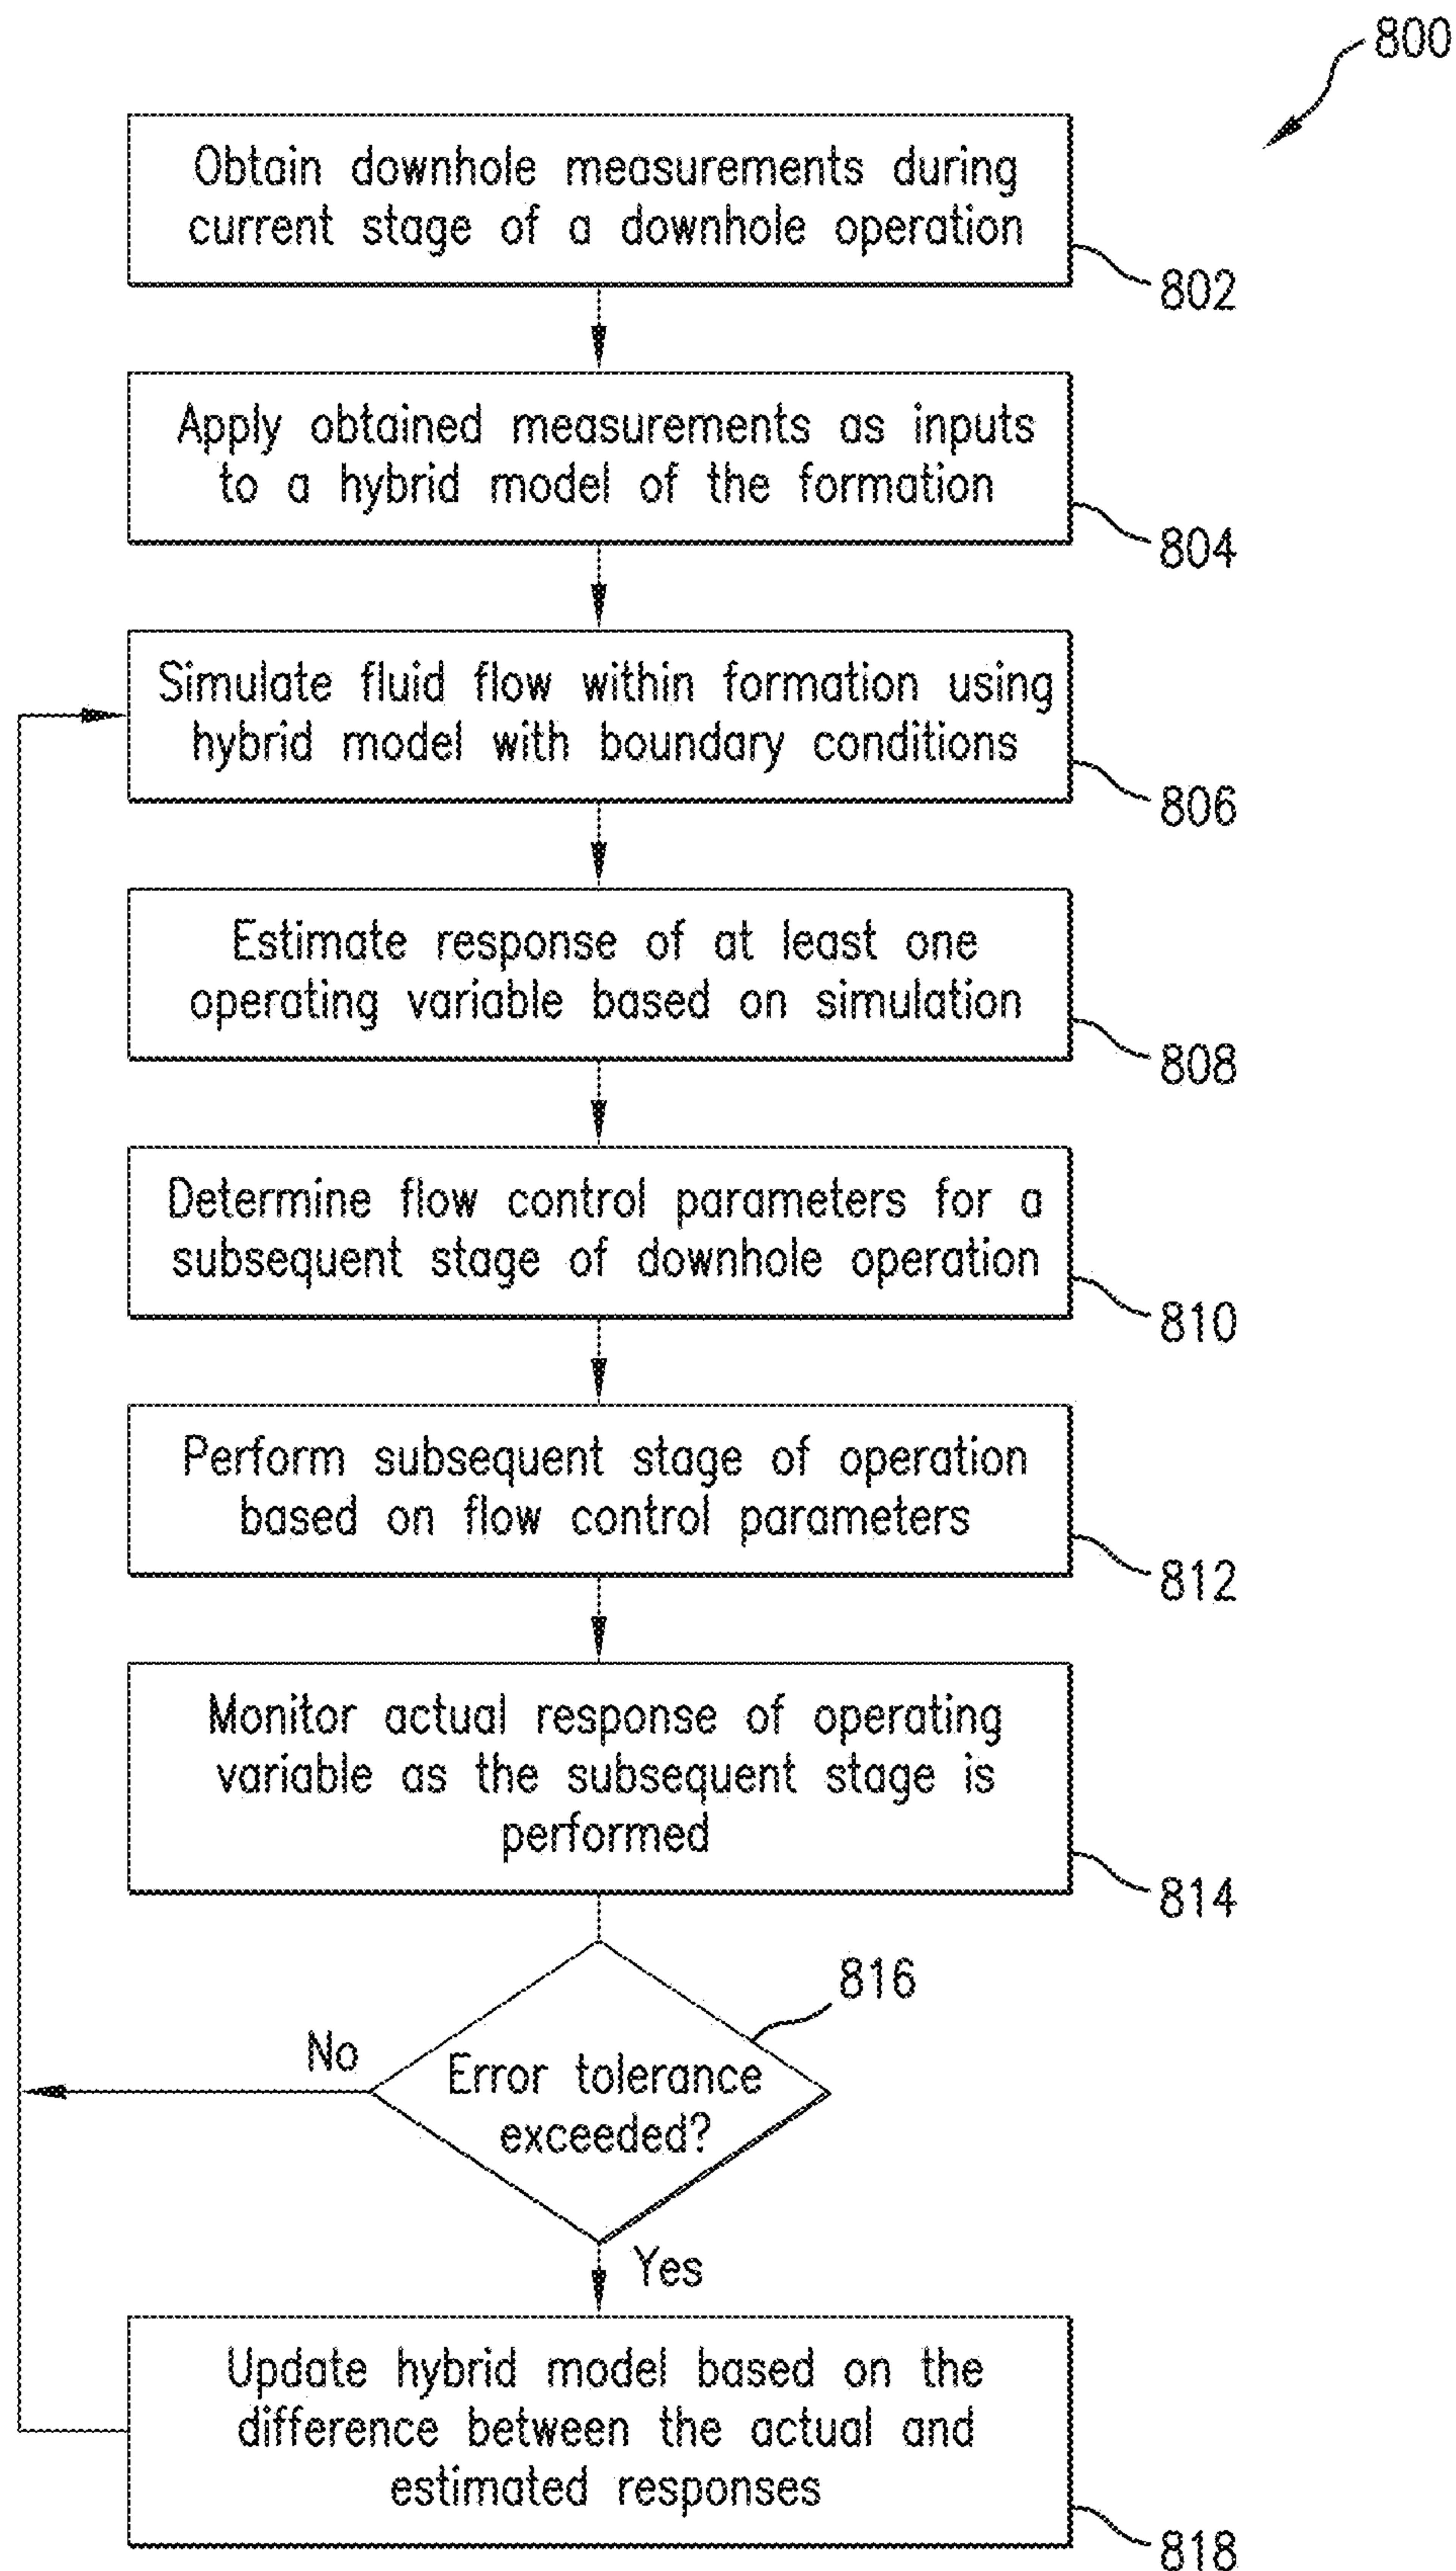 800
Obtain downhole measurements during
current stage of a downhole operation
802
Apply obtained measurements as inputs
to a hybrid model of the formation
804
Simulate fluid flow within formation using
hybrid model with boundary conditions
806
Estimate response of at least one
operating variable based on simulation
808
Determine flow control parameters for a
subsequent stage of downhole operation
810
Perform subsequent stage of operation
based on flow control parameters
812
Monitor actual response of operating
variable as the subsequent stage is
performed
814
816
No
Error tolerance
exceeded?
Yes
Update hybrid model based on the
difference between the actual and
estimated responses
818